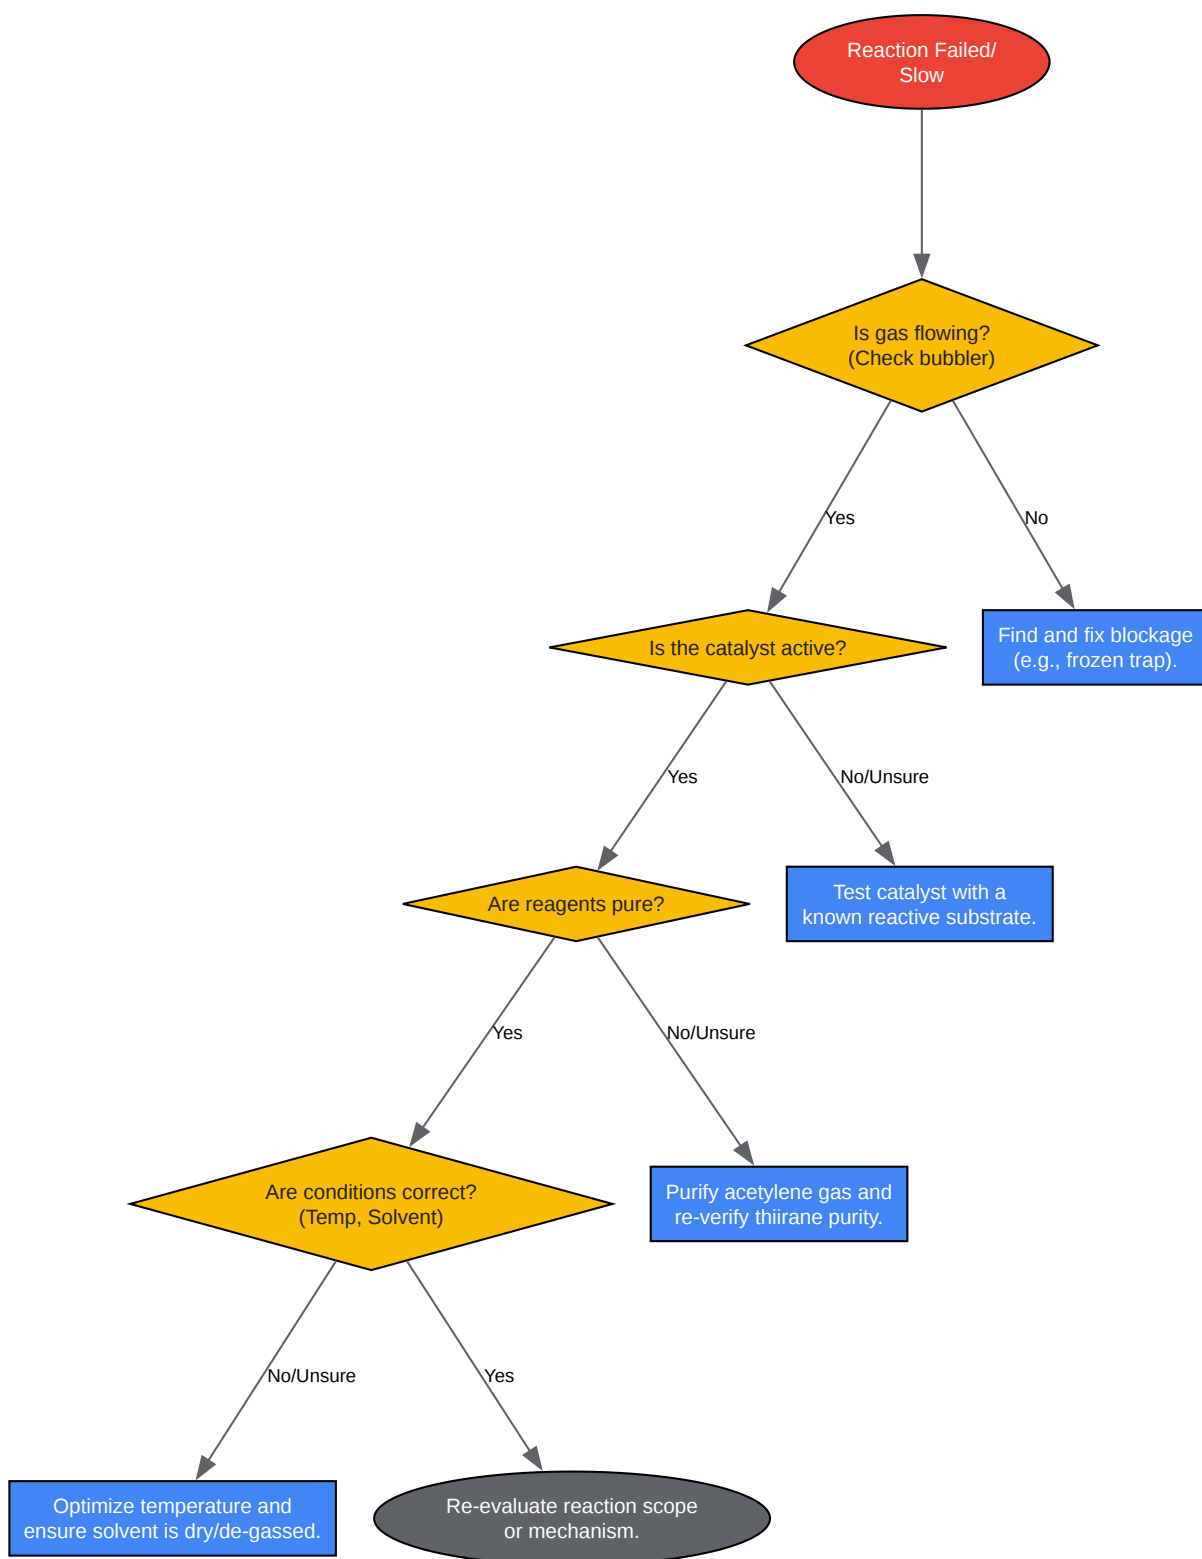 Reaction Failed/
Slow
Is gas flowing?
(Check bubbler)
Yes
No
Is the catalyst active?
Find and fix blockage
(e.g., frozen trap).
Yes
No/Unsure
Are reagents pure?
Test catalyst with a
known reactive substrate.
Yes
No/Unsure
Are conditions correct?
(Temp, Solvent)
Purify acetylene gas and
re-verify thiirane purity.
No/Unsure
Yes
Optimize temperature and
ensure solvent is dry/de-gassed.
Re-evaluate reaction scope
or mechanism.